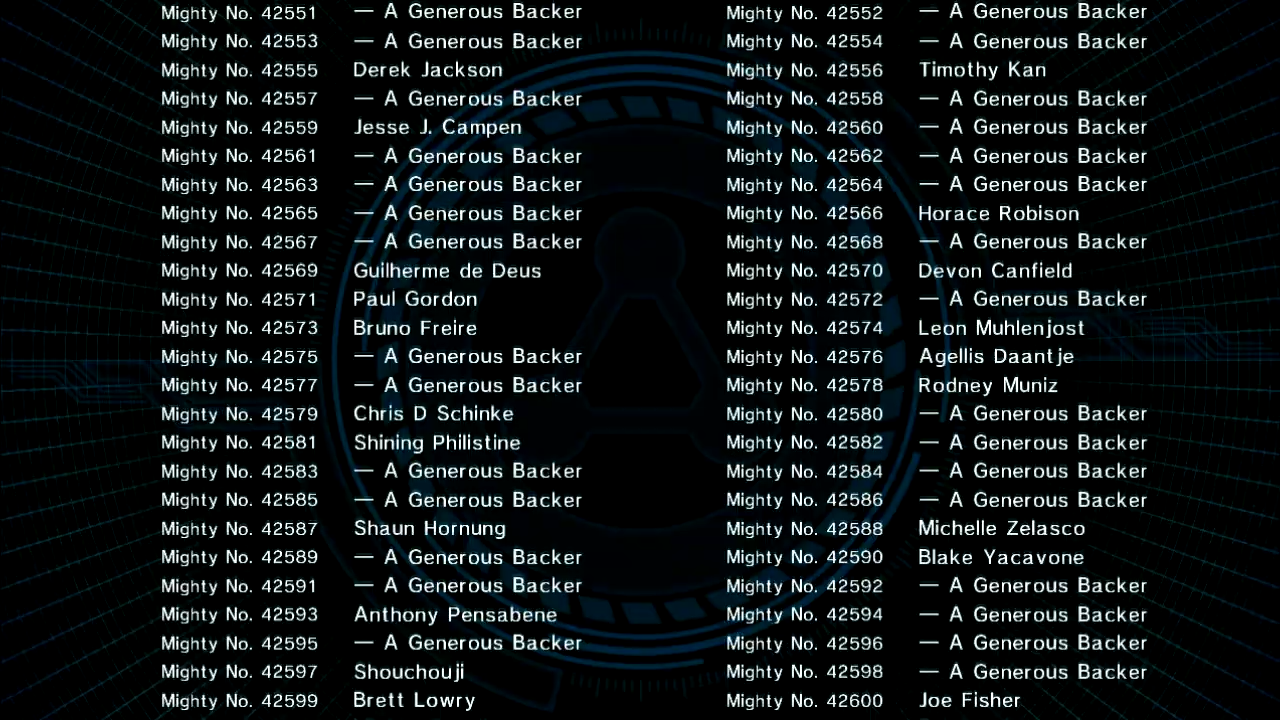 Mighty No. 42551 — A Generous Backer Mighty No. 42552 — A Generous Backer
Mighty No. 42553 — A Generous Backer Mighty No. 42554 — A Generous Backer
Mighty No. 42555 Derek Jackson Mighty No. 42556 Timothy Kan
Mighty No. 42557 — A Generous Backer Mighty No. 42558 — A Generous Backer
Mighty No. 42559 Jesse J. Campen Mighty No. 42560 — A Generous Backer
Mighty No. 42561 — A Generous Backer Mighty No. 42562 — A Generous Backer
Mighty No. 42563 — A Generous Backer Mighty No. 42564 — A Generous Backer
Mighty No. 42565 — A Generous Backer Mighty No. 42566 Horace Robison
Mighty No. 42567 — A Generous Backer Mighty No. 42568 — A Generous Backer
Mighty No. 42569 Guilherme de Deus Mighty No. 42570 Devon Canfield
Mighty No. 42571 Paul Gordon Mighty No. 42572 — A Generous Backer
Mighty No. 42573 Bruno Freire Mighty No. 42574 Leon Muhlenjost
Mighty No. 42575 — A Generous Backer Mighty No. 42576 Agellis Daantje
Mighty No. 42577 — A Generous Backer Mighty No. 42578 Rodney Muniz
Mighty No. 42579 Chris D Schinke Mighty No. 42580 — A Generous Backer
Mighty No. 42581 Shining Philistine Mighty No. 42582 — A Generous Backer
Mighty No. 42583 — A Generous Backer Mighty No. 42584 — A Generous Backer
Mighty No. 42585 — A Generous Backer Mighty No. 42586 — A Generous Backer
Mighty No. 42587 Shaun Hornung Mighty No. 42588 Michelle Zelasco
Mighty No. 42589 — A Generous Backer Mighty No. 42590 Blake Yacavone
Mighty No. 42591 — A Generous Backer Mighty No. 42592 — A Generous Backer
Mighty No. 42593 Anthony Pensabene Mighty No. 42594 — A Generous Backer
Mighty No. 42595 — A Generous Backer Mighty No. 42596 — A Generous Backer
Mighty No. 42597 Shouchouji Mighty No. 42598 — A Generous Backer
Mighty No. 42599 Brett Lowry Mighty No. 42600 Joe Fisher